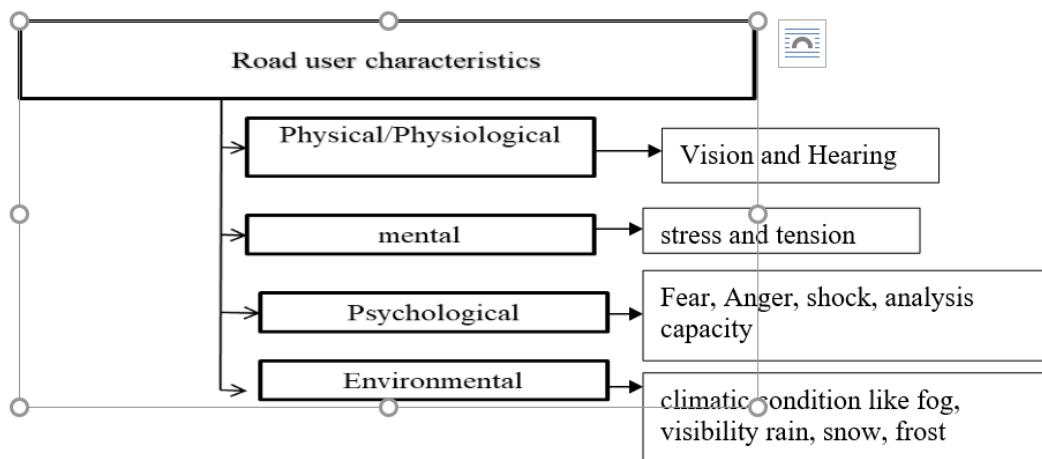 Road user characteristics
Physical/Physiological
Vision and Hearing
mental
stress and tension
Psychological
Fear, Anger, shock, analysis
capacity
Environmental
climatic condition like fog,
visibility rain, snow, frost